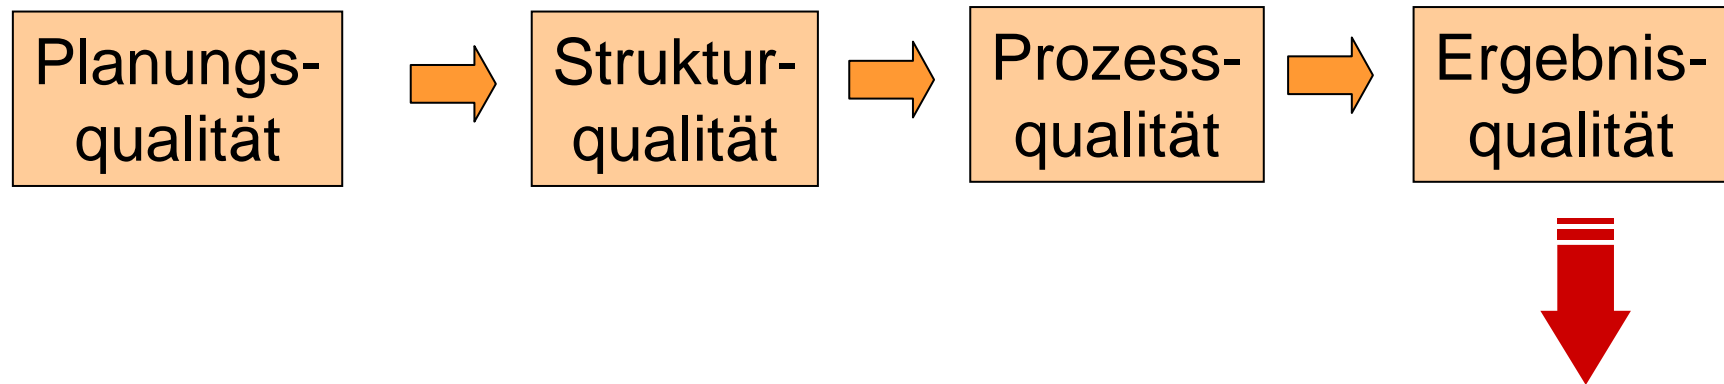 Planungs-
qualität
Struktur-
qualität
Prozess-
qualität
Ergebnis-
qualität